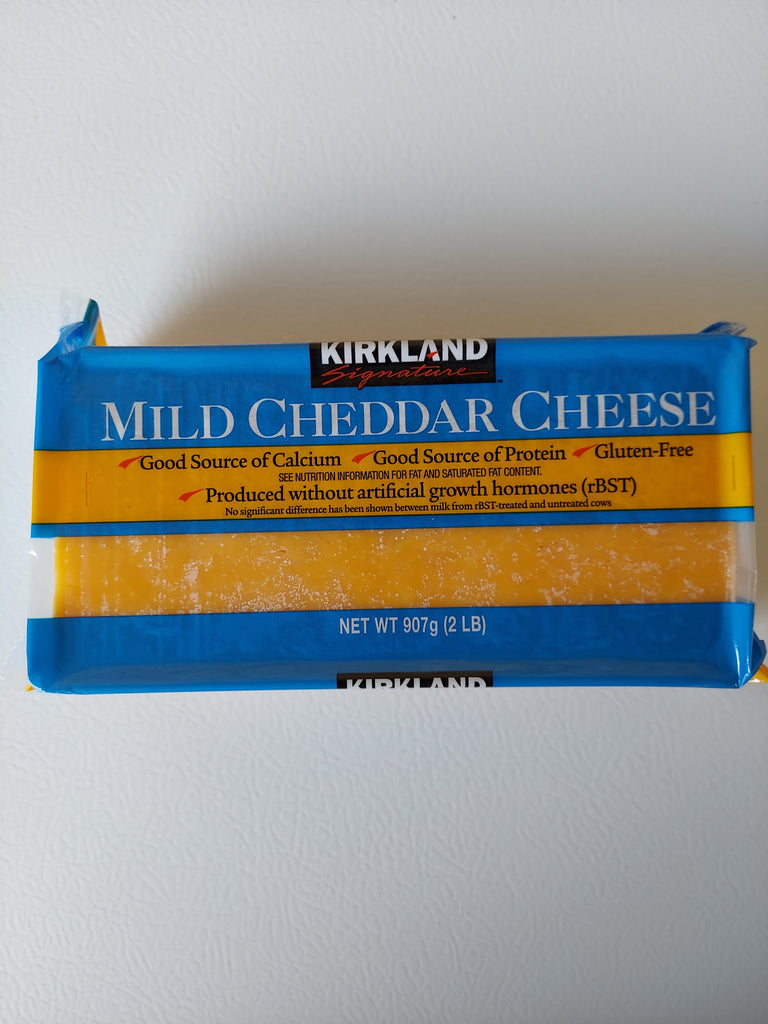 KIRKLAND
Signature™
MILD CHEDDAR CHEESE
Good Source of Calcium Good Source of Protein Gluten-Free
SEE NUTRITION INFORMATION FOR FAT AND SATURATED FAT CONTENT.
Produced without artificial growth hormones (rBST)
No significant difference has been shown between milk from rBST-treated and untreated cows
NET WT 907g (2 LB)
KIRKLAND